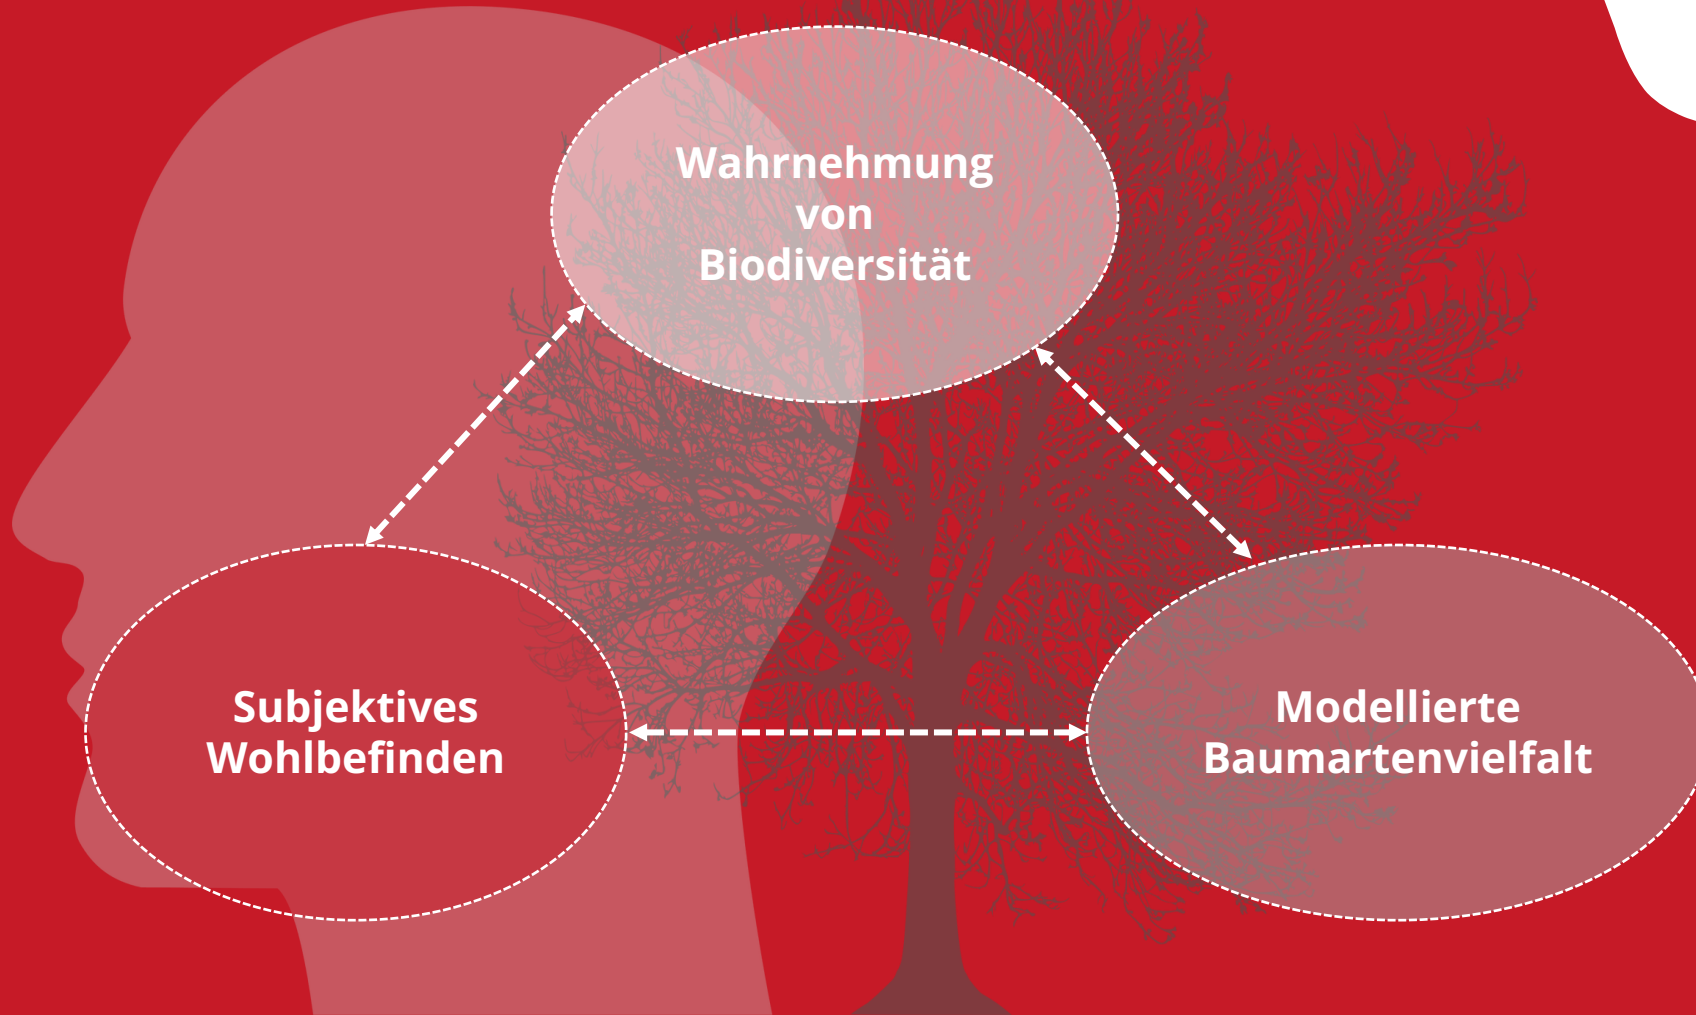 Wahrnehmung
von
Biodiversität
Subjektives
Wohlbefinden
Modellierte
Baumartenvielfalt